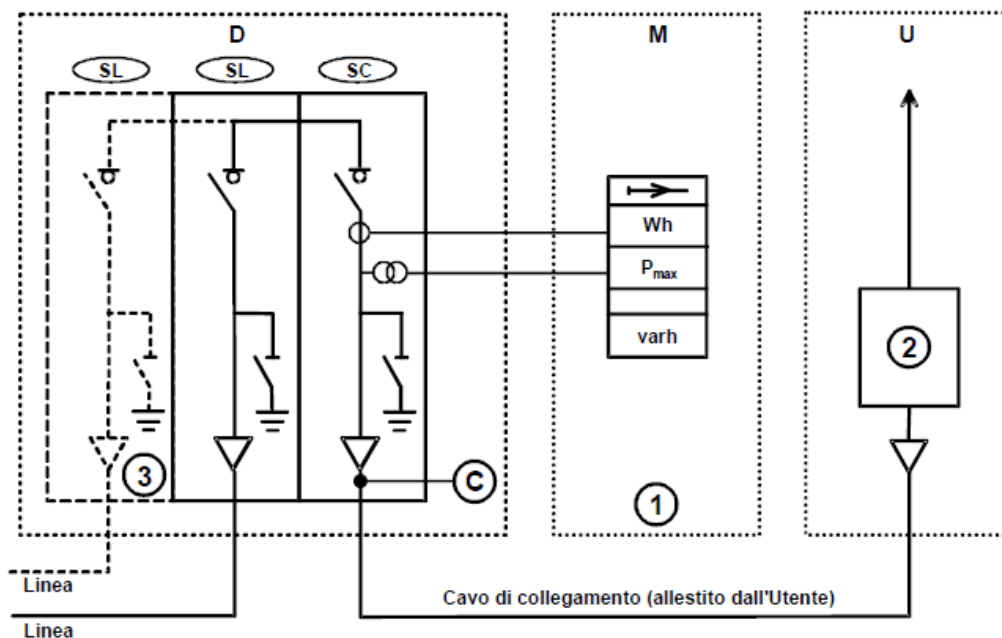 D
M
U
SL
SL
SC
Wh
Pmax
varh
2
3
C
1
Linea
Cavo di collegamento (allestito dall'Utente)
Linea